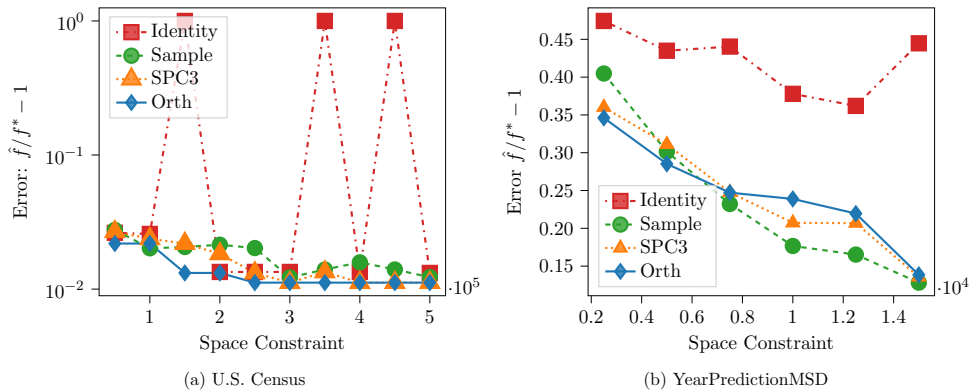 10^0
10^{-1}
10^{-2}
Error: f̂/f* − 1
Identity
Sample
SPC3
Orth
1 2 3 4 5
·10^5
Space Constraint
(a) U.S. Census
0.45
0.40
0.35
0.30
0.25
0.20
0.15
Error f̂/f* − 1
Identity
Sample
SPC3
Orth
0.2 0.4 0.6 0.8 1 1.2 1.4
·10^4
Space Constraint
(b) YearPredictionMSD